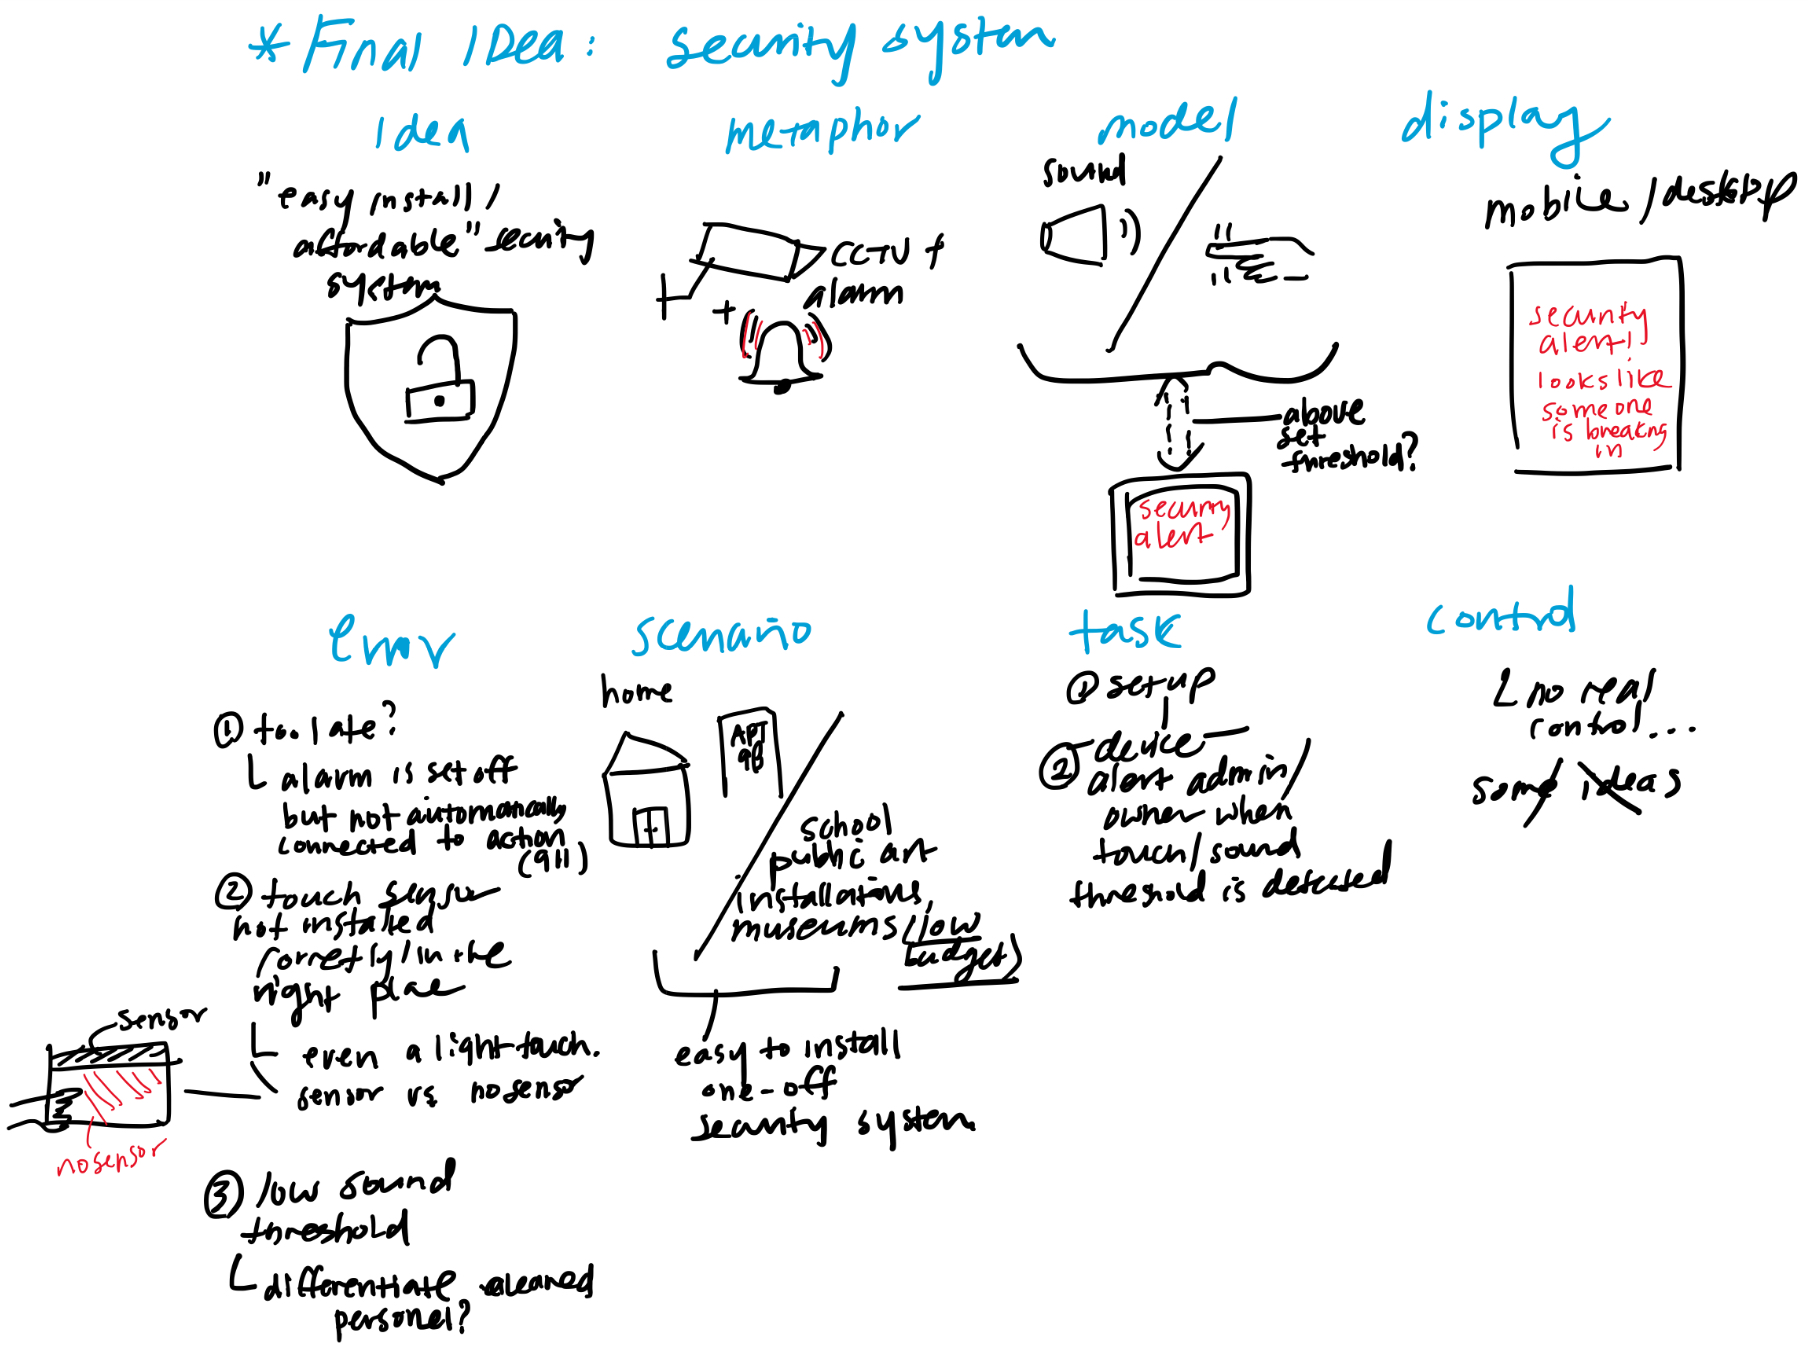 *Final IDea: security system
Idea
"easy install/
affordable" security
system
metaphor
CCTV +
alarm
+
model
sound
above
set
threshold?
security
alert
display
mobile/desktop
security
alert!
looks like
someone
is breaking
in
error
① too late?
alarm is set off
but not automatically
connected to action
(911)
② touch sensor
not installed
correctly/in the
right place
even a light touch.
sensor vs no sensor
sensor
no sensor
③ low sound
threshold
differentiate cleared
personel?
scenario
home
APT
9B
school
public art
installations,
museums (low
budget)
easy to install
one-off
security system
task
① setup
device
② alert admin/
owner when
touch/sound
threshold is detected
control
no real
control...
some ideas